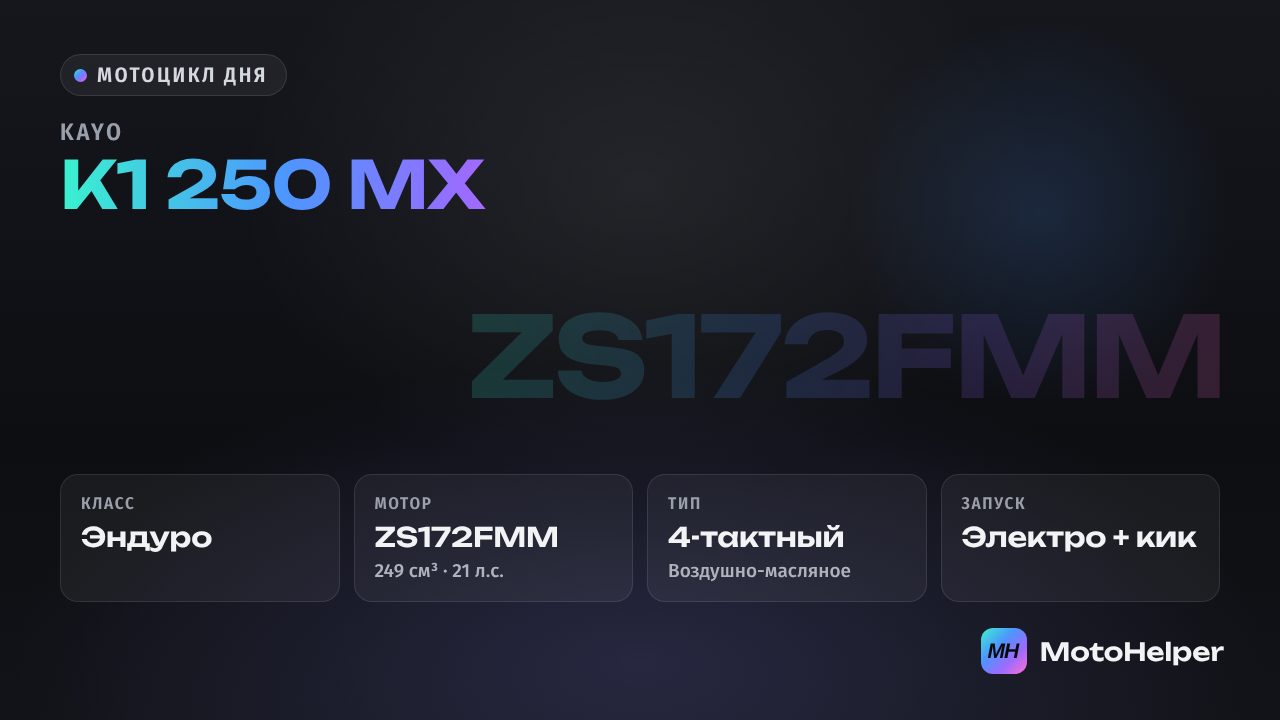 МОТОЦИКЛ ДНЯ
KAYO
K1 250 MX
ZS172FMM
КЛАСС
Эндуро
МОТОР
ZS172FMM
249 см³ · 21 л.с.
ТИП
4-тактный
Воздушно-масляное
ЗАПУСК
Электро + кик
MH MotoHelper